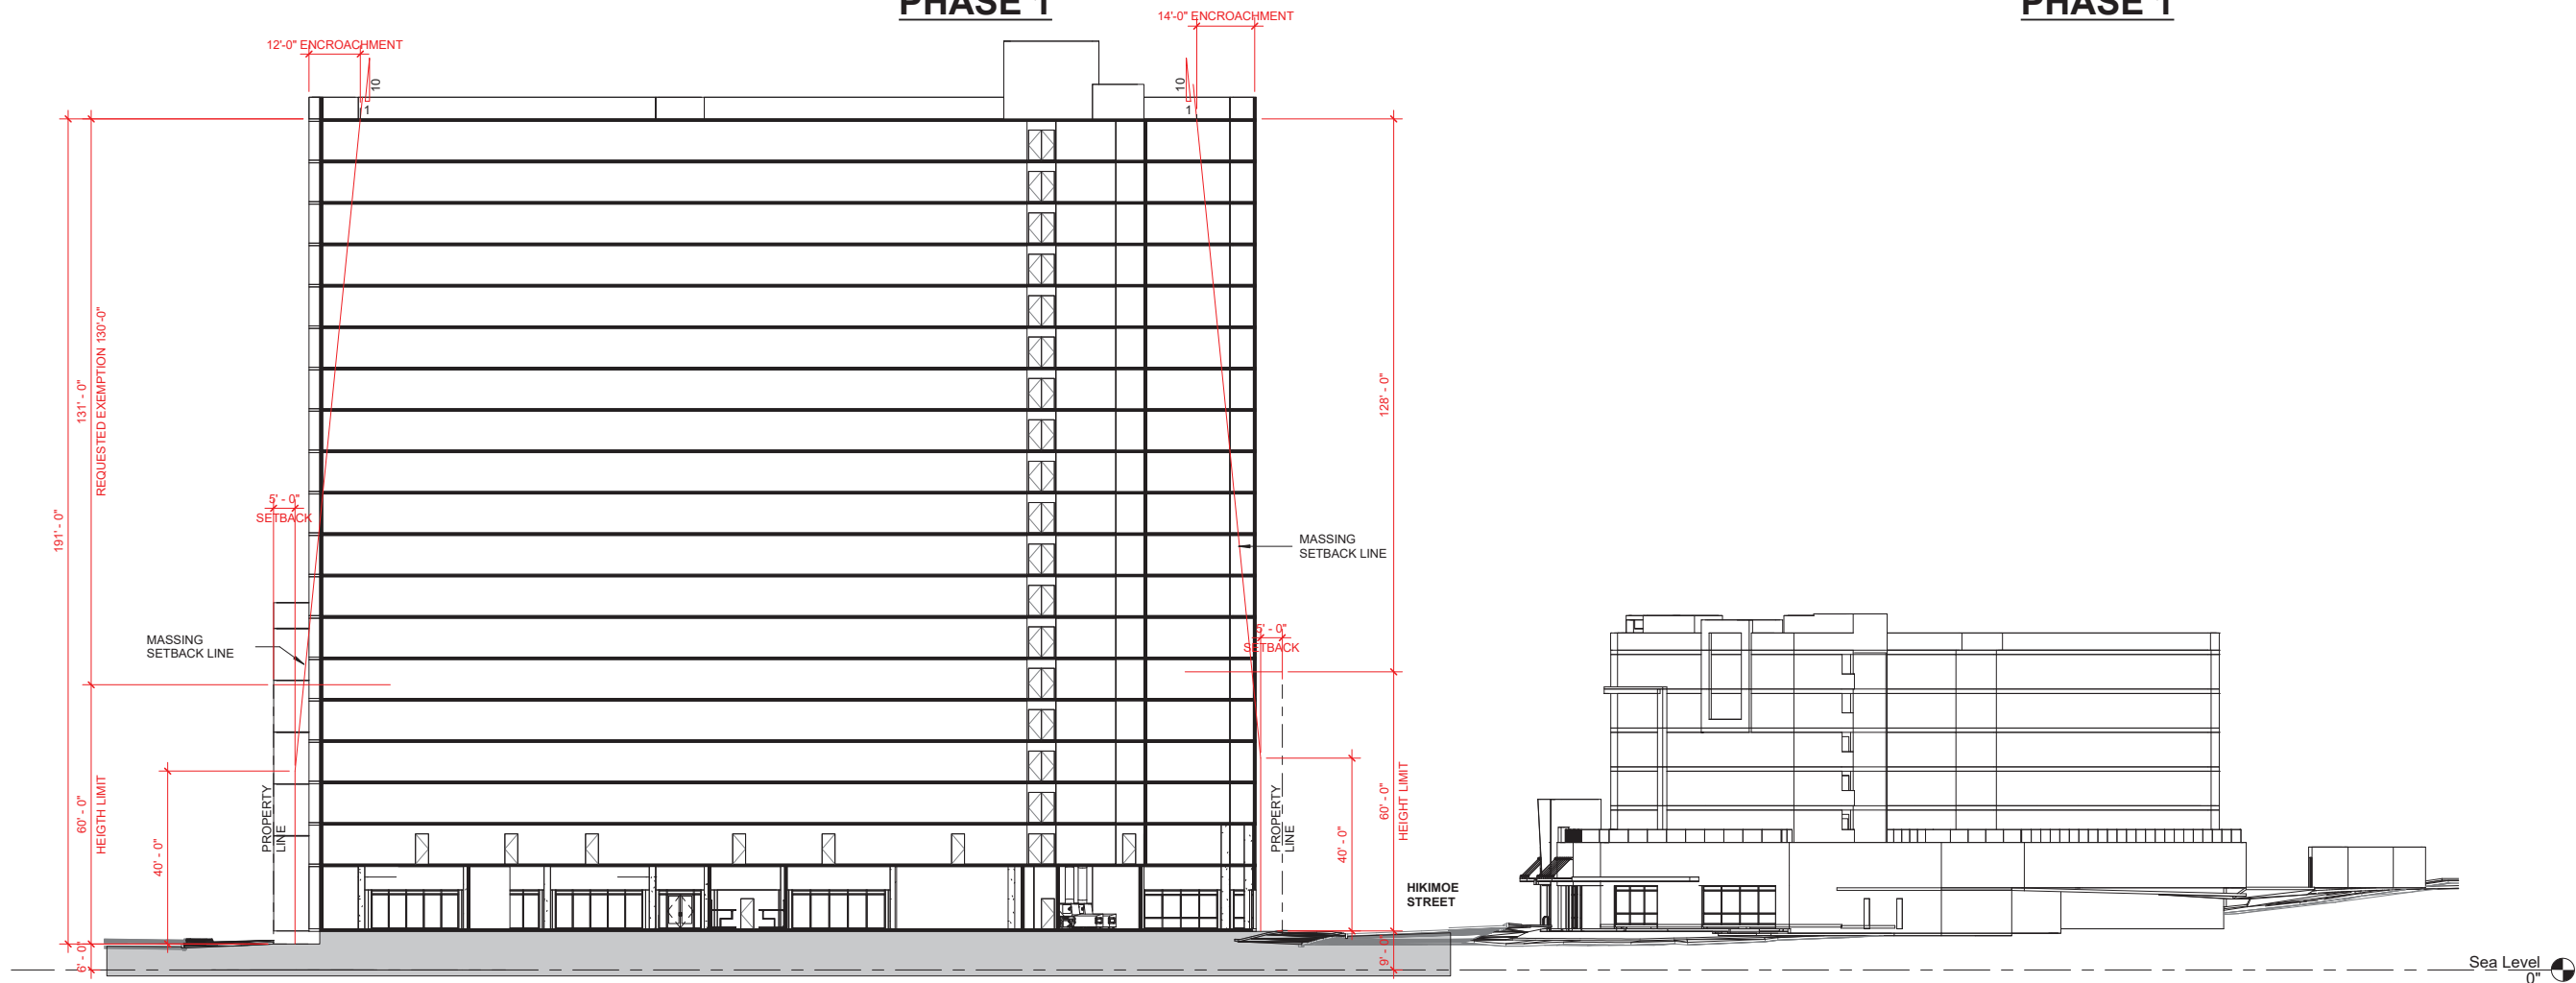 PHASE 1
PHASE 1
14'-0" ENCROACHMENT
12'-0" ENCROACHMENT
10
1
10
1
191' - 0"
131' - 0"
REQUESTED EXEMPTION 130'-0"
128' - 0"
5' - 0"
SETBACK
MASSING
SETBACK LINE
MASSING
SETBACK LINE
5' - 0"
SETBACK
60' - 0"
HEIGTH LIMIT
40' - 0"
PROPERTY
LINE
PROPERTY
LINE
40' - 0"
60' - 0"
HEIGHT LIMIT
HIKIMOE
STREET
6' - 0"
9' - 0"
Sea Level
0"